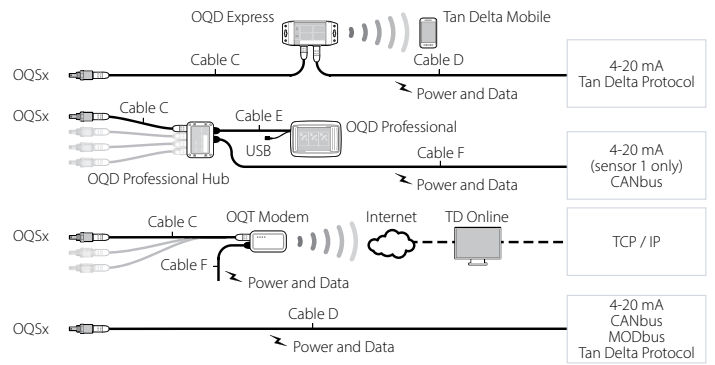 OQD Express
Tan Delta Mobile
Cable C
Cable D
OQSx
Power and Data
4-20 mA
Tan Delta Protocol
OQSx
Cable C
Cable E
OQD Professional
USB
Cable F
OQD Professional Hub
Power and Data
4-20 mA
(sensor 1 only)
CANbus
OQSx
Cable C
OQT Modem
Internet
TD Online
Cable F
Power and Data
TCP / IP
OQSx
Cable D
Power and Data
4-20 mA
CANbus
MODbus
Tan Delta Protocol